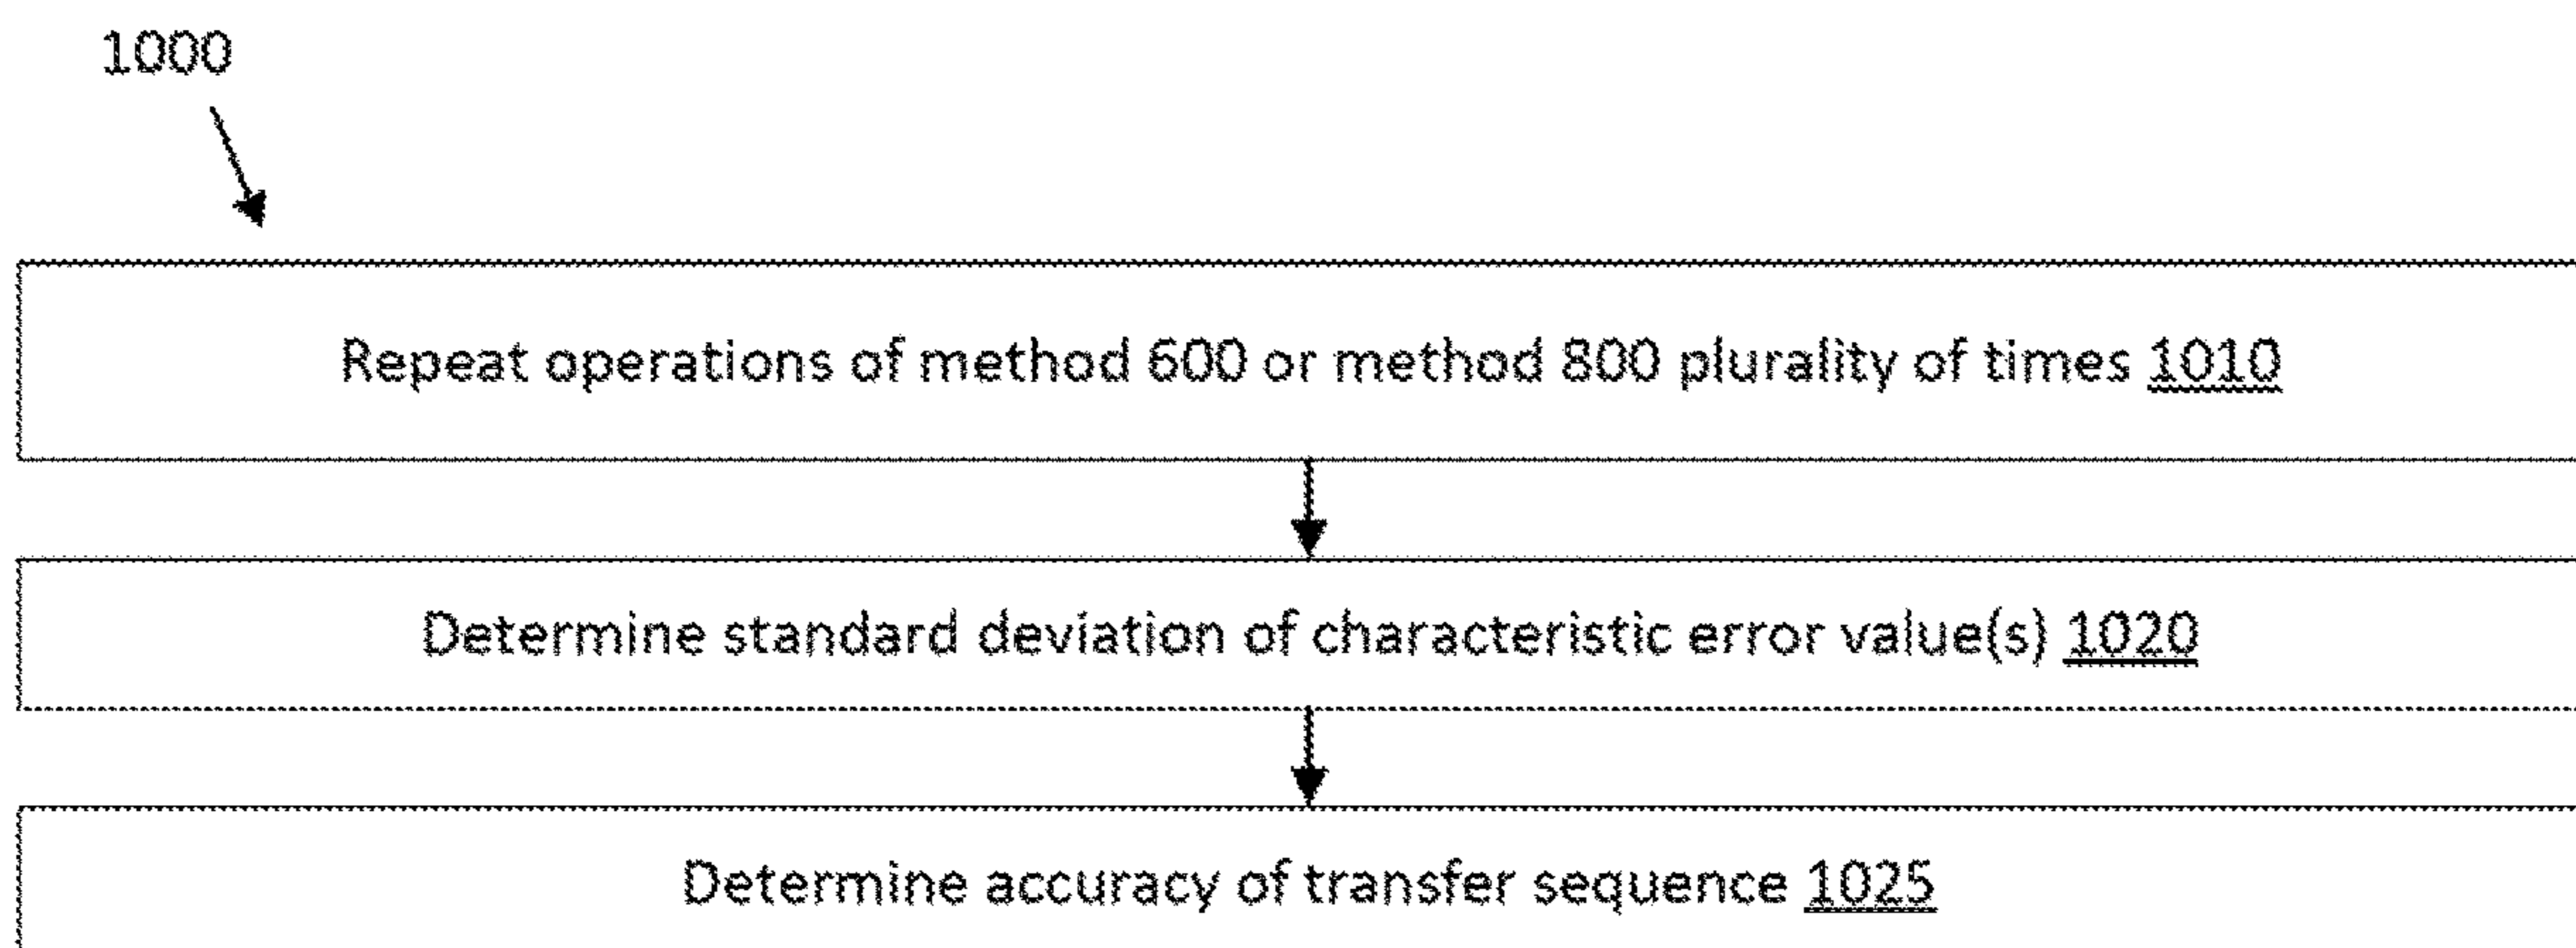 1000
Repeat operations of method 600 or method 800 plurality of times 1010
Determine standard deviation of characteristic error value(s) 1020
Determine accuracy of transfer sequence 1025